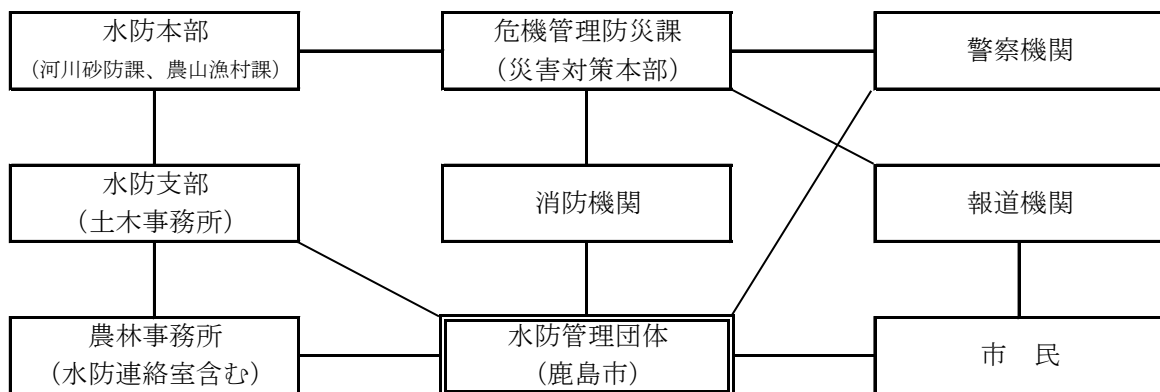 水防本部
(河川砂防課、農山漁村課)
危機管理防災課
(災害対策本部)
警察機関
水防支部
(土木事務所)
消防機関
報道機関
農林事務所
(水防連絡室含む)
水防管理団体
(鹿島市)
市　民